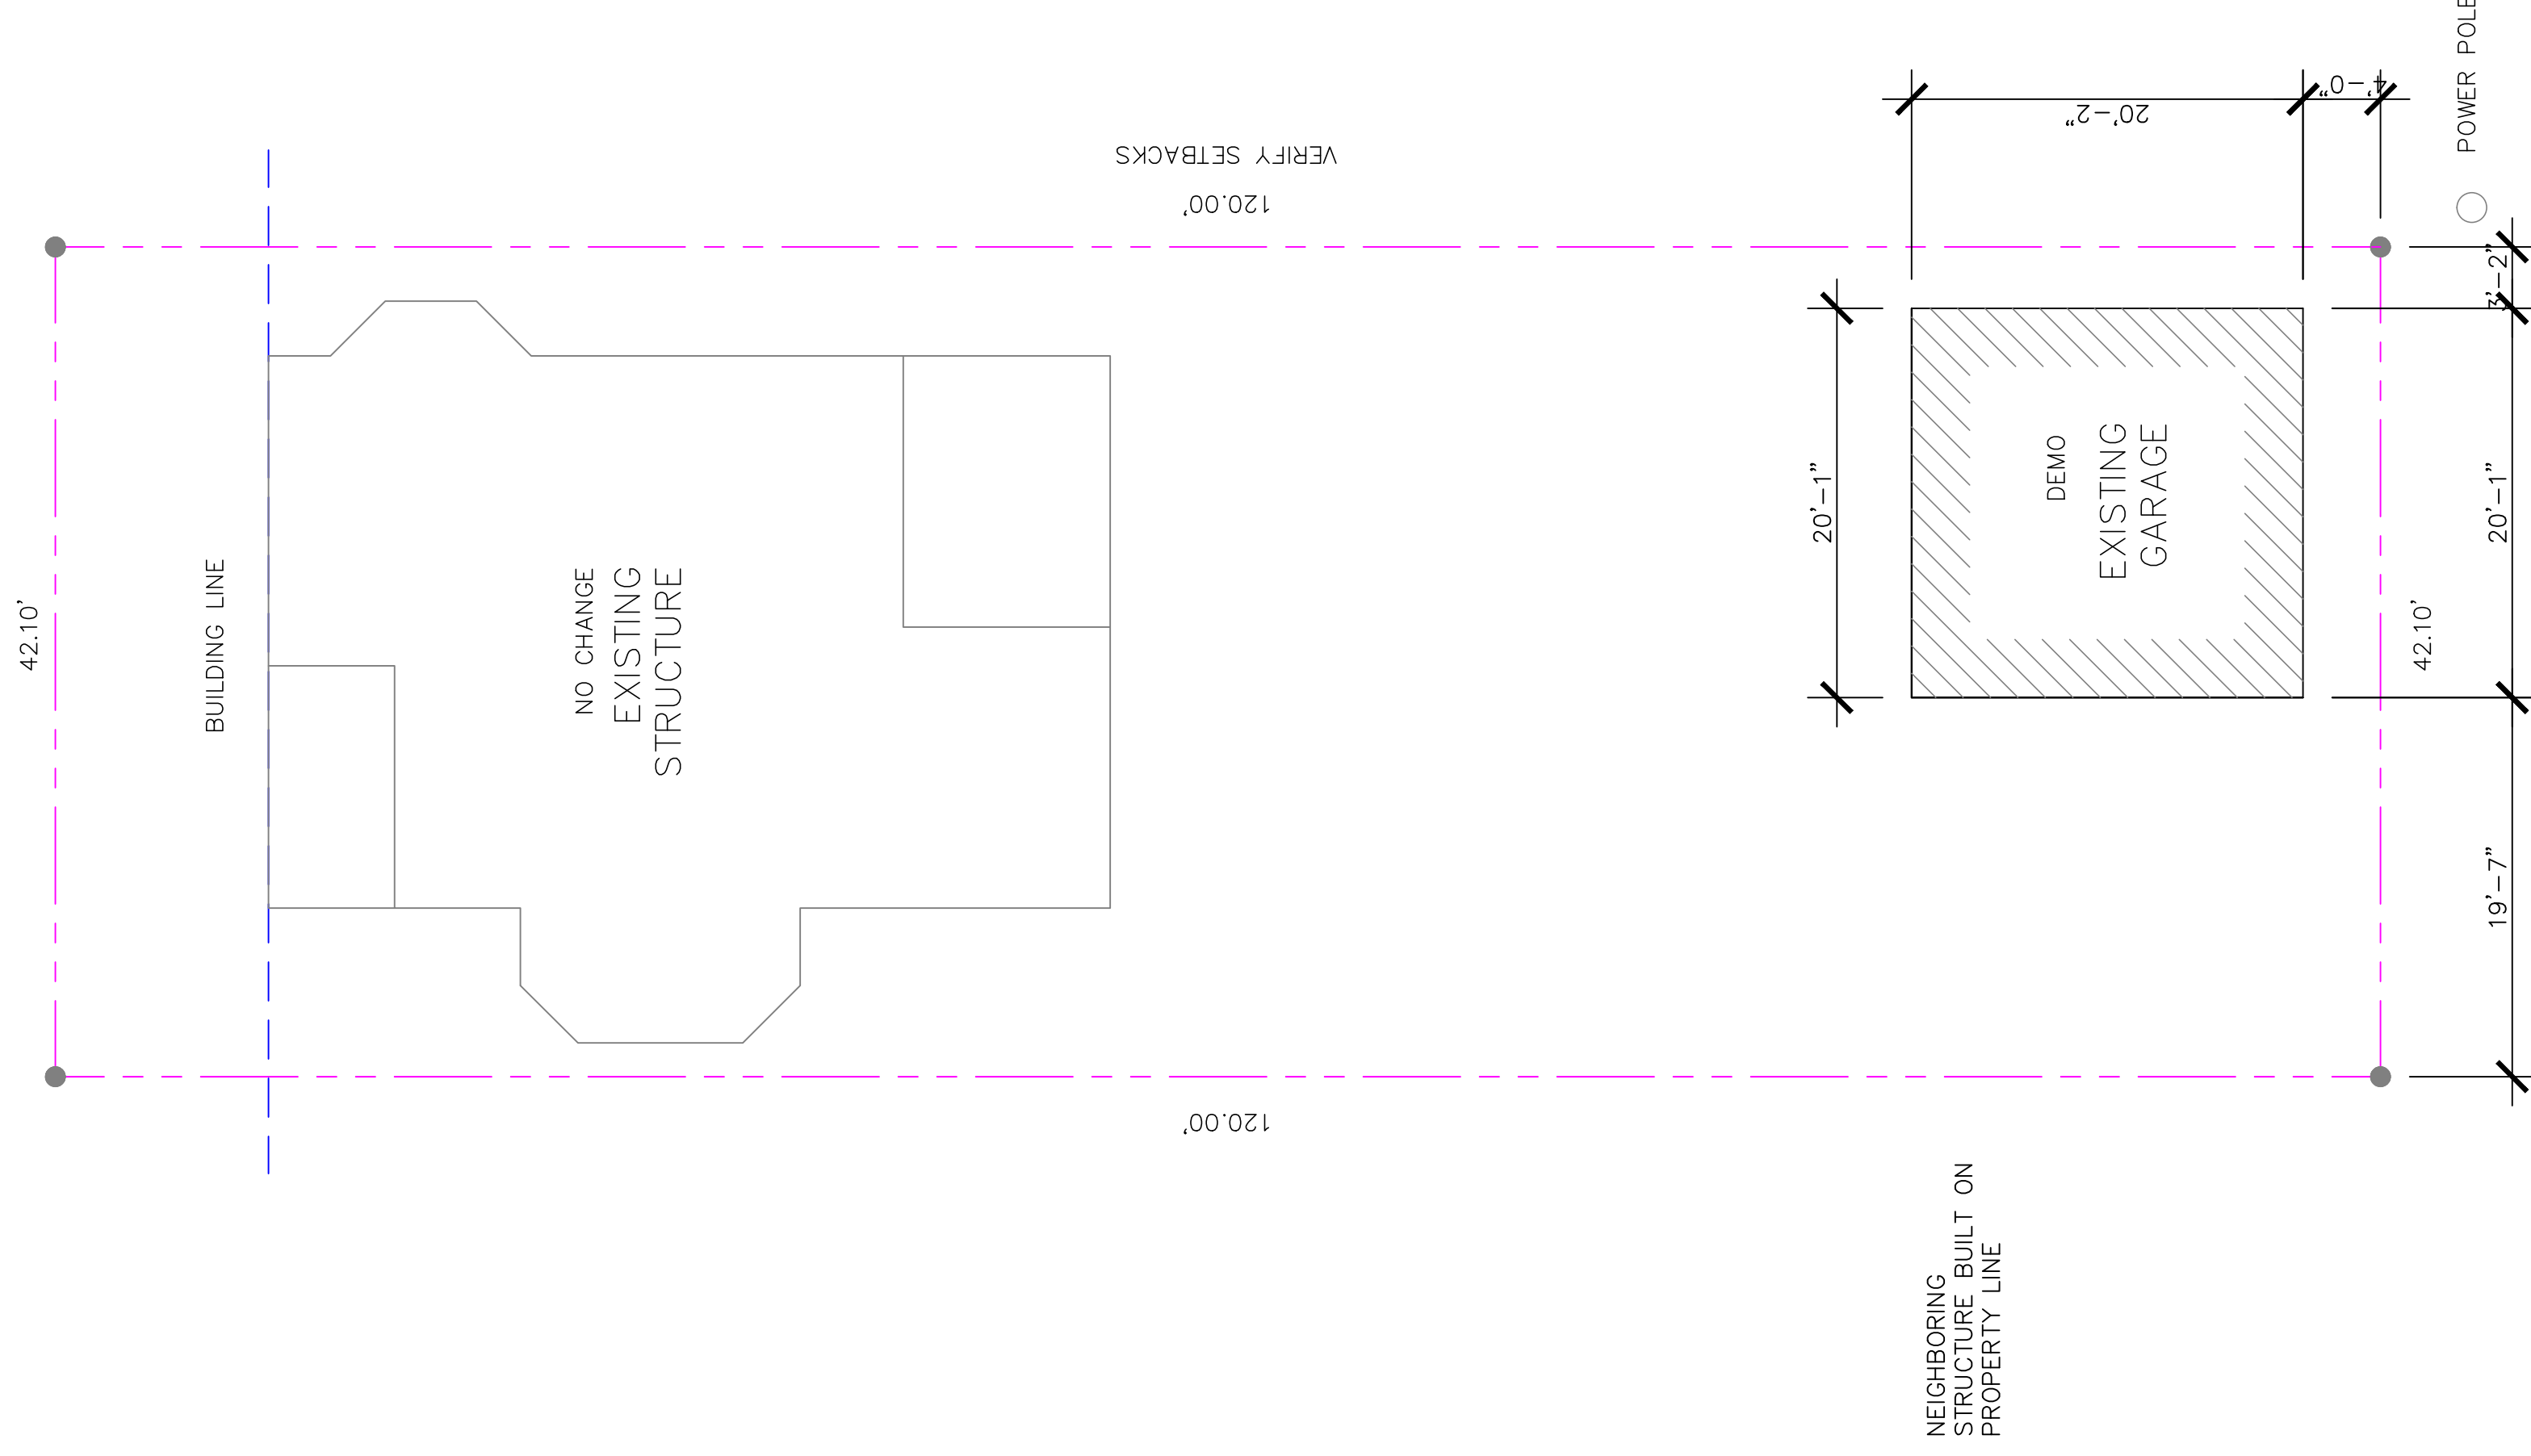 42.10'
BUILDING LINE
NO CHANGE
EXISTING
STRUCTURE
VERIFY SETBACKS
120.00'
120.00'
20'-2"
4'-0"
POWER POLE
3'-2"
20'-1"
DEMO
EXISTING
GARAGE
20'-1"
42.10'
19'-7"
NEIGHBORING
STRUCTURE BUILT ON
PROPERTY LINE